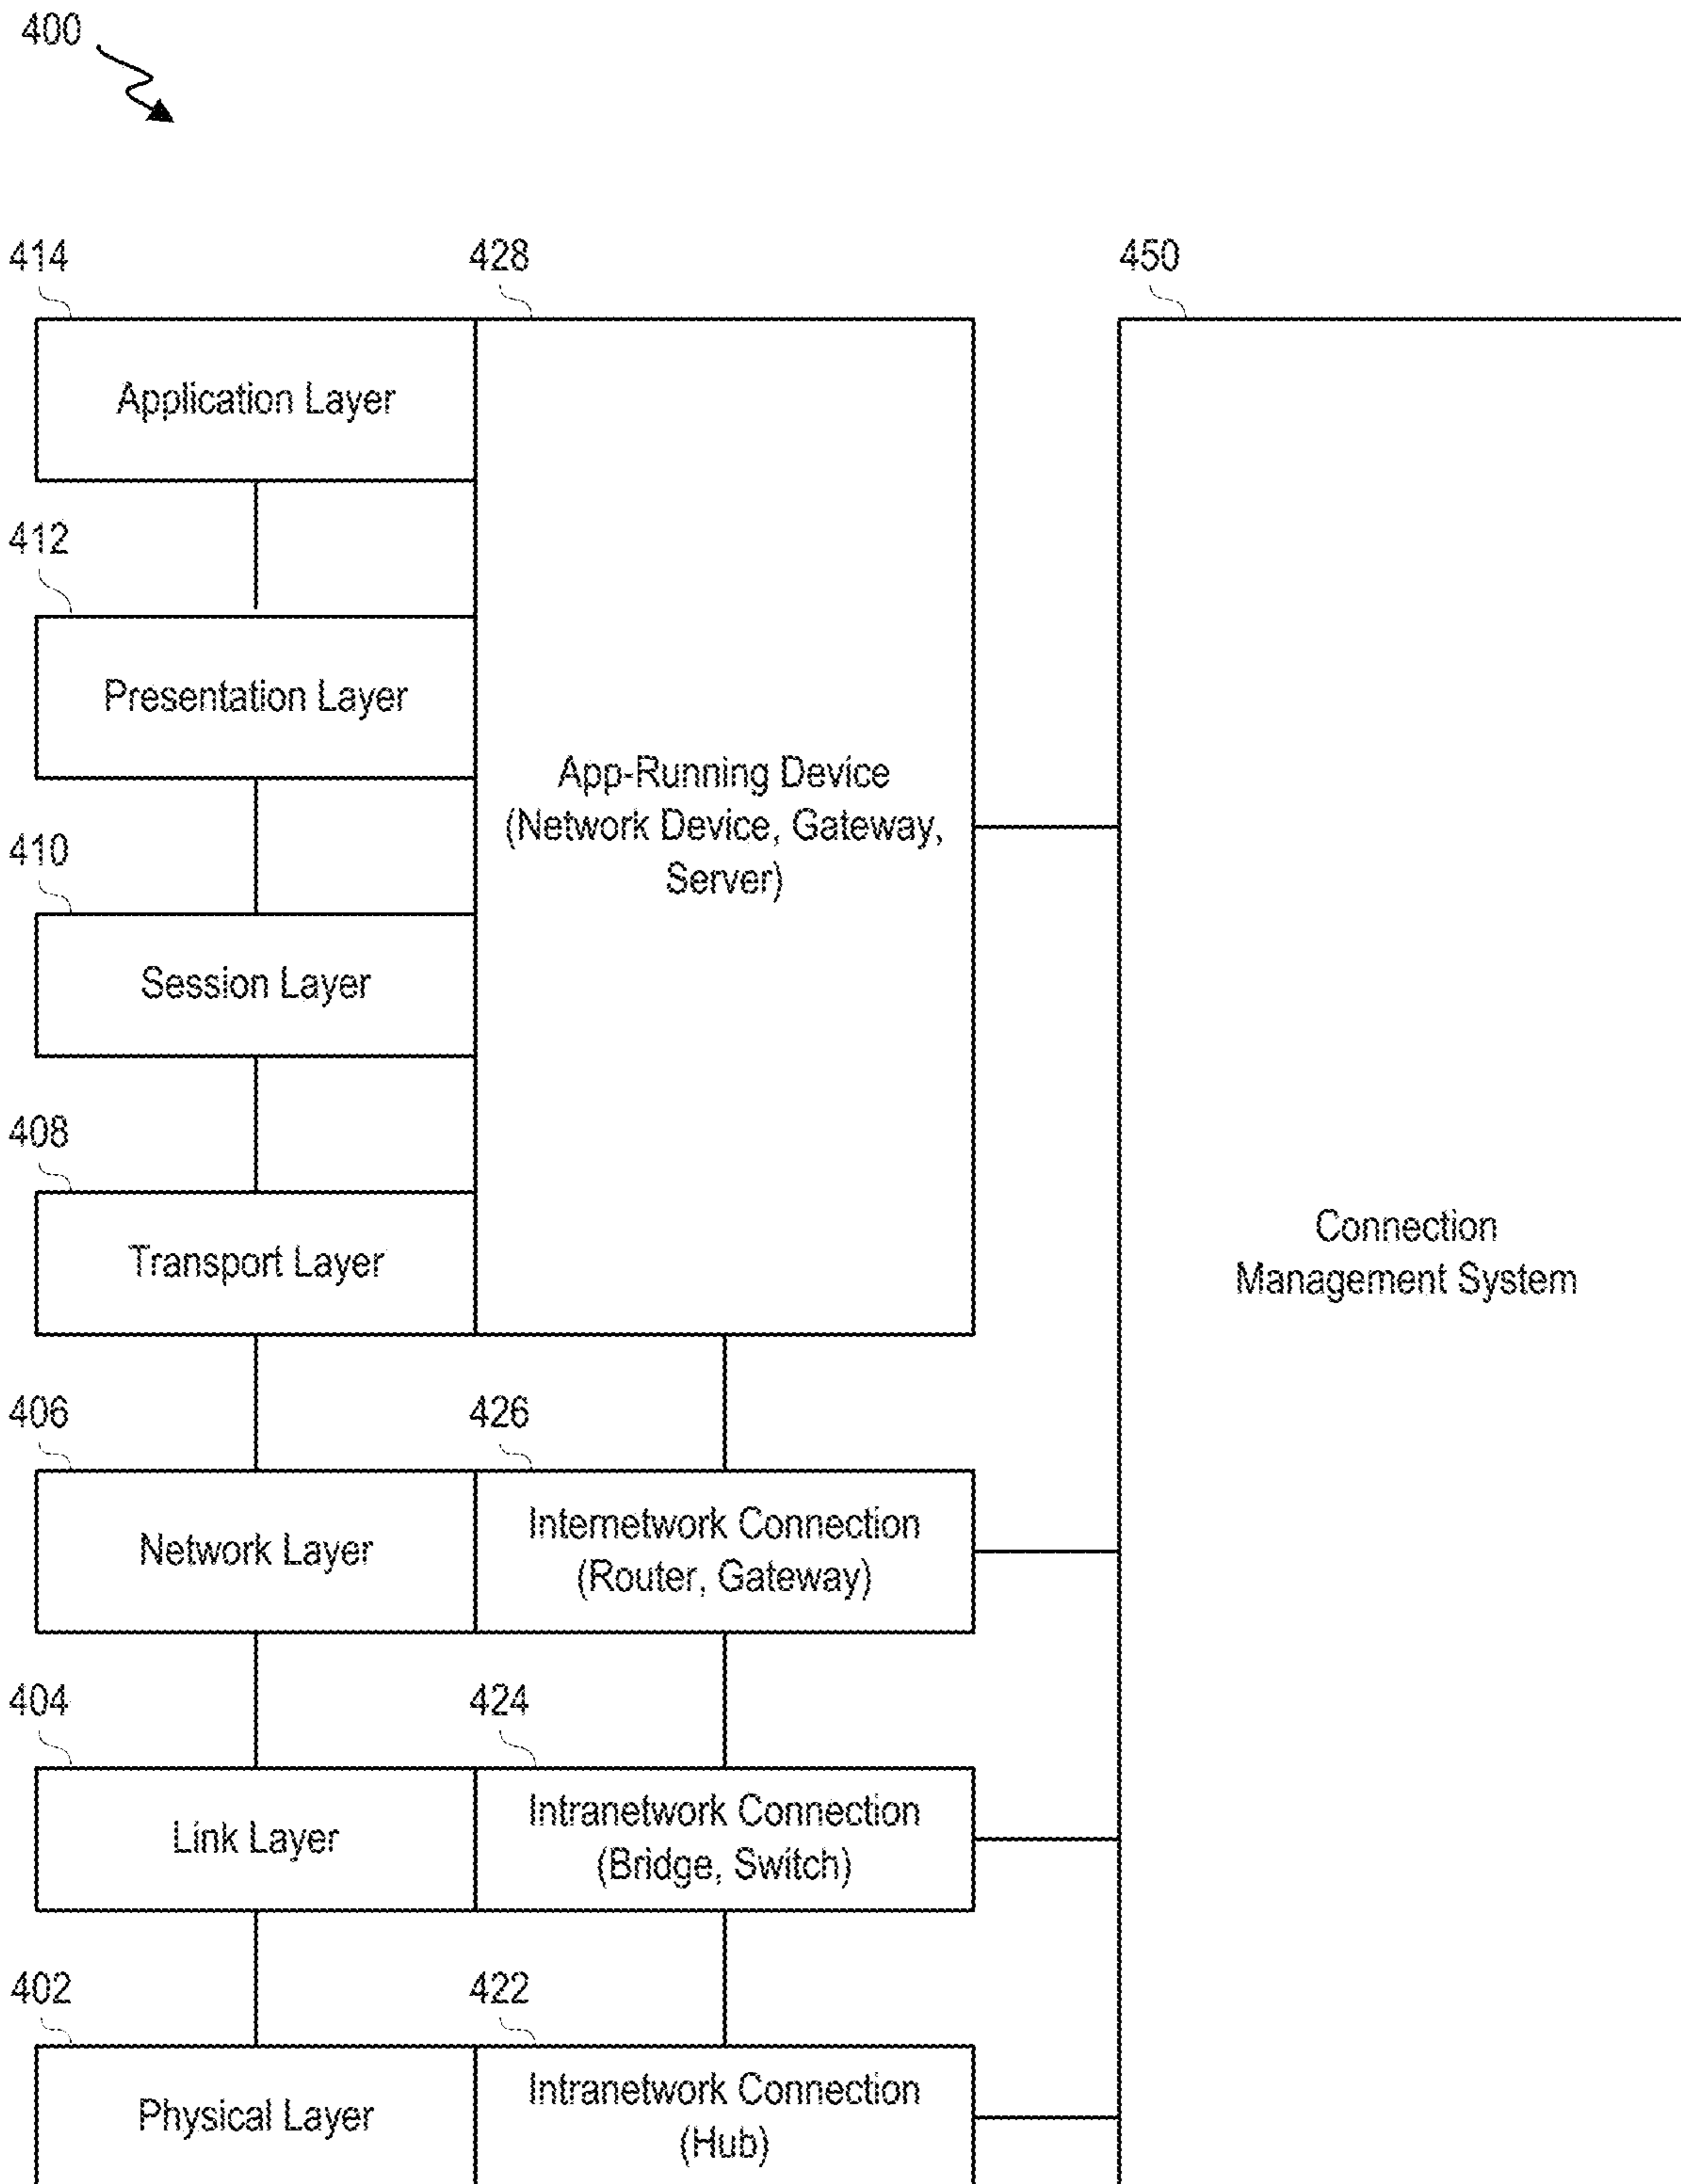 400
414
428
450
Application Layer
412
Presentation Layer
App-Running Device
(Network Device, Gateway,
Server)
410
Session Layer
408
Transport Layer
Connection
Management System
406
426
Network Layer
Internetwork Connection
(Router, Gateway)
404
424
Link Layer
Intranetwork Connection
(Bridge, Switch)
402
422
Physical Layer
Intranetwork Connection
(Hub)